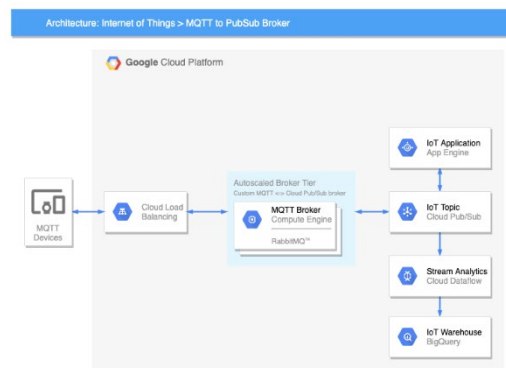 Architecture: Internet of Things > MQTT to PubSub Broker
Google Cloud Platform
MQTT
Devices
Cloud Load
Balancing
Autoscaled Broker Tier
Custom MQTT <=> Cloud Pub/Sub broker
MQTT Broker
Compute Engine
RabbitMQ™
IoT Application
App Engine
IoT Topic
Cloud Pub/Sub
Stream Analytics
Cloud Dataflow
IoT Warehouse
BigQuery